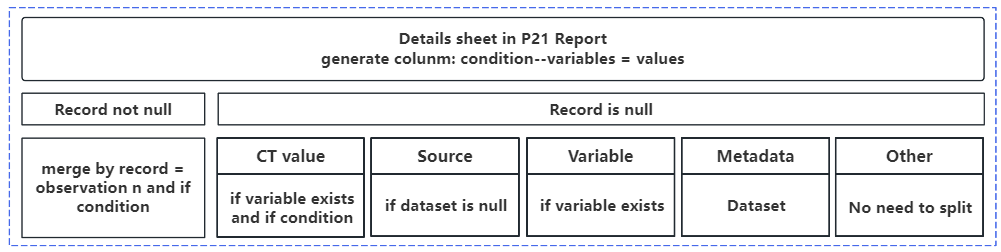 Details sheet in P21 Report
generate colunm: condition--variables = values
Record not null
Record is null
merge by record =
observation n and if
condition
CT value
if variable exists
and if condition
Source
if dataset is null
Variable
if variable exists
Metadata
Dataset
Other
No need to split